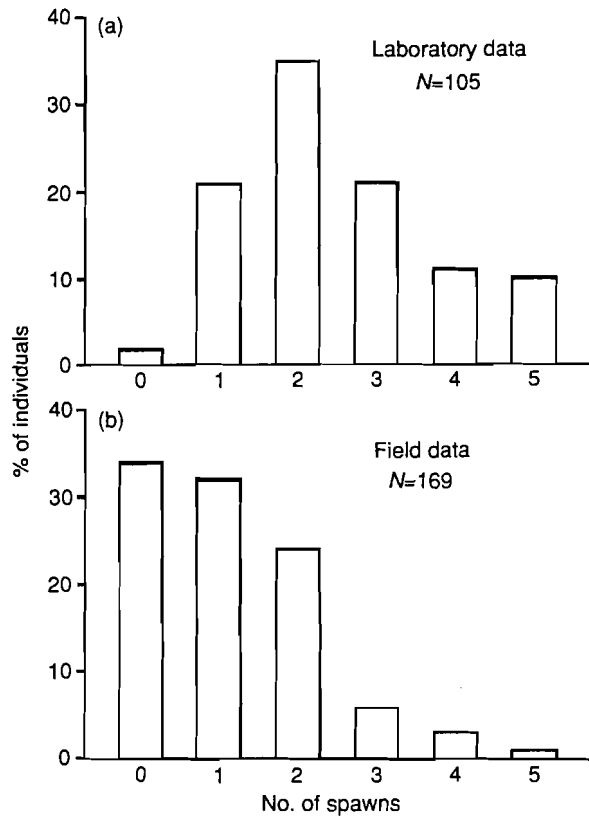 (a)
Laboratory data
N=105
40
30
20
10
0
0 1 2 3 4 5
% of individuals
(b)
Field data
N=169
40
30
20
10
0
0 1 2 3 4 5
No. of spawns